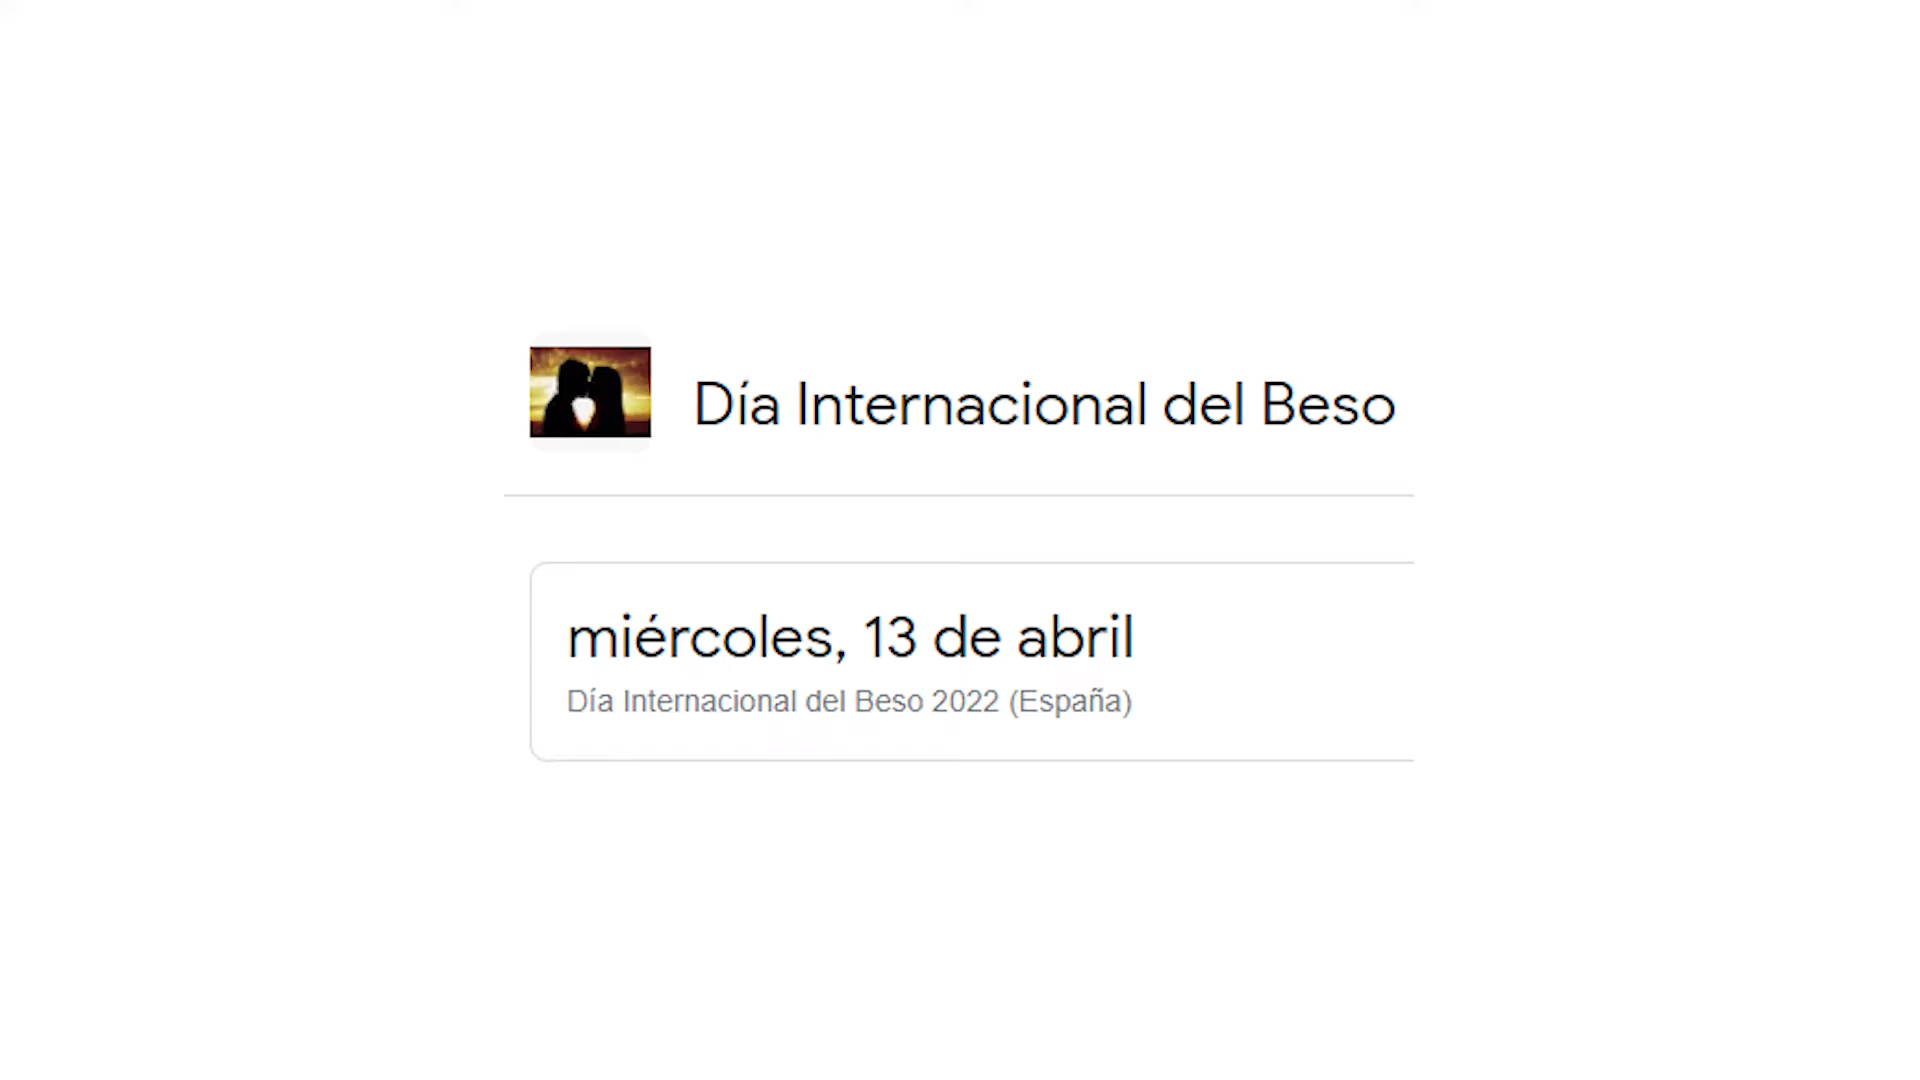 Día Internacional del Beso
miércoles, 13 de abril
Día Internacional del Beso 2022 (España)